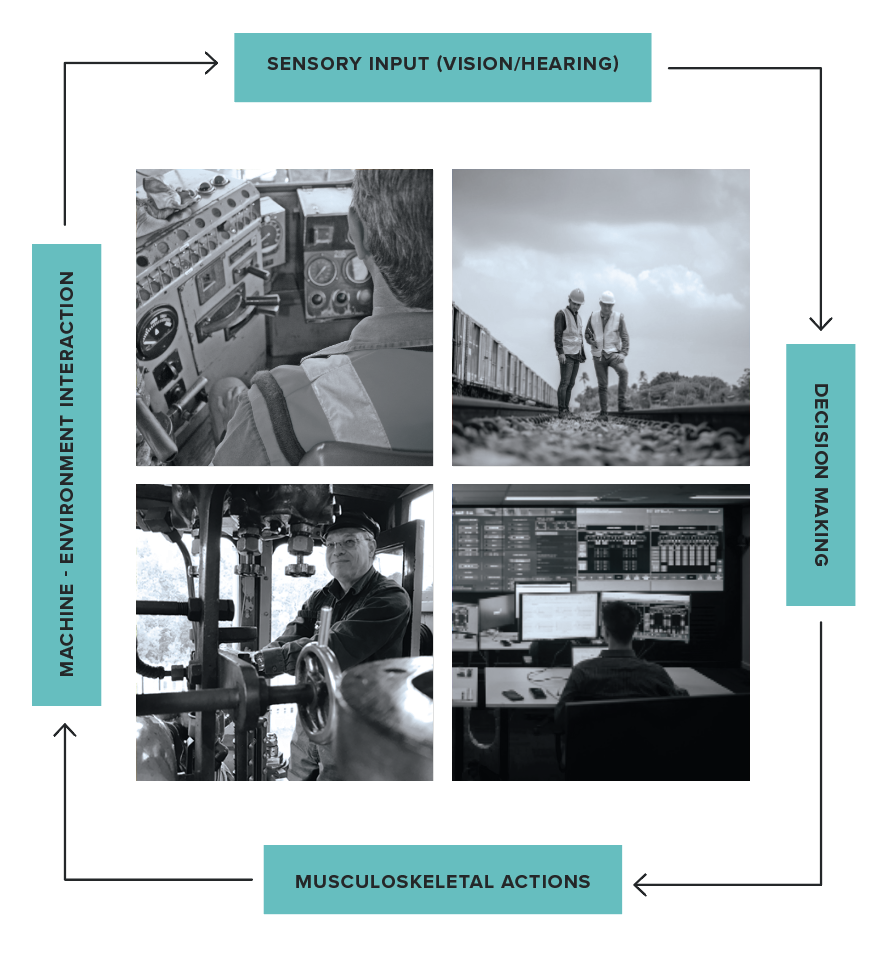 SENSORY INPUT (VISION/HEARING)
DECISION MAKING
MUSCULOSKELETAL ACTIONS
MACHINE - ENVIRONMENT INTERACTION